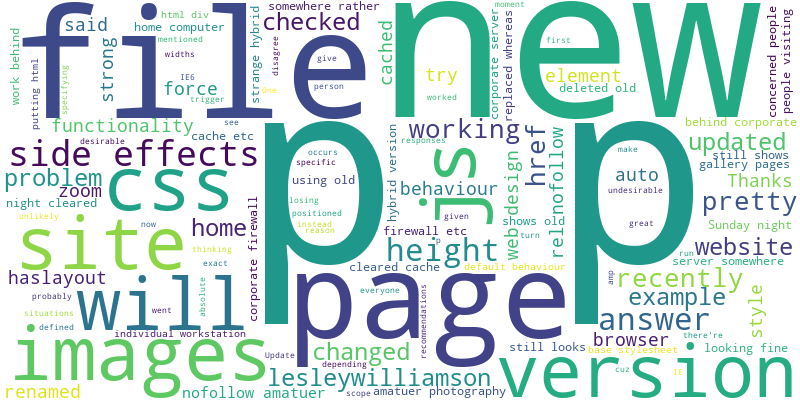 file
new
p p
page
version
images
site
css
will
js
height
answer
side effects
working
lesleywilliamson
recently
example
updated
pretty
website
problem
haslayout
home
zoom
href
changed
browser
auto
element
try
Thanks
style
force
checked
said
strong
cached
functionality
behaviour
webdesign
rel nofollow
renamed
nofollow amatuer
amatuer photography
somewhere rather
home computer
html div
work behind
putting html
strange hybrid
corporate server
replaced whereas
concerned people
people visiting
deleted old
behind corporate
still shows
gallery pages
Sunday night
server somewhere
looking fine
base stylesheet
still looks
default behaviour
shows old
firewall etc
cleared cache
hybrid version
using old
corporate firewall
individual workstation
night cleared
cache etc
mentioned
widths
IE6
trigger
specifying
disagree
give
person
One
moment
first
worked
desirable
see
occurs
specific
losing
positioned
instead
reason
responses
given
p
turn
make
undesirable
great
run
amp
there're
cuz
IE
unlikely
now
thinking
exact
absolute
probably
went
situations
defined
everyone
recommendations
Update
depending
scope